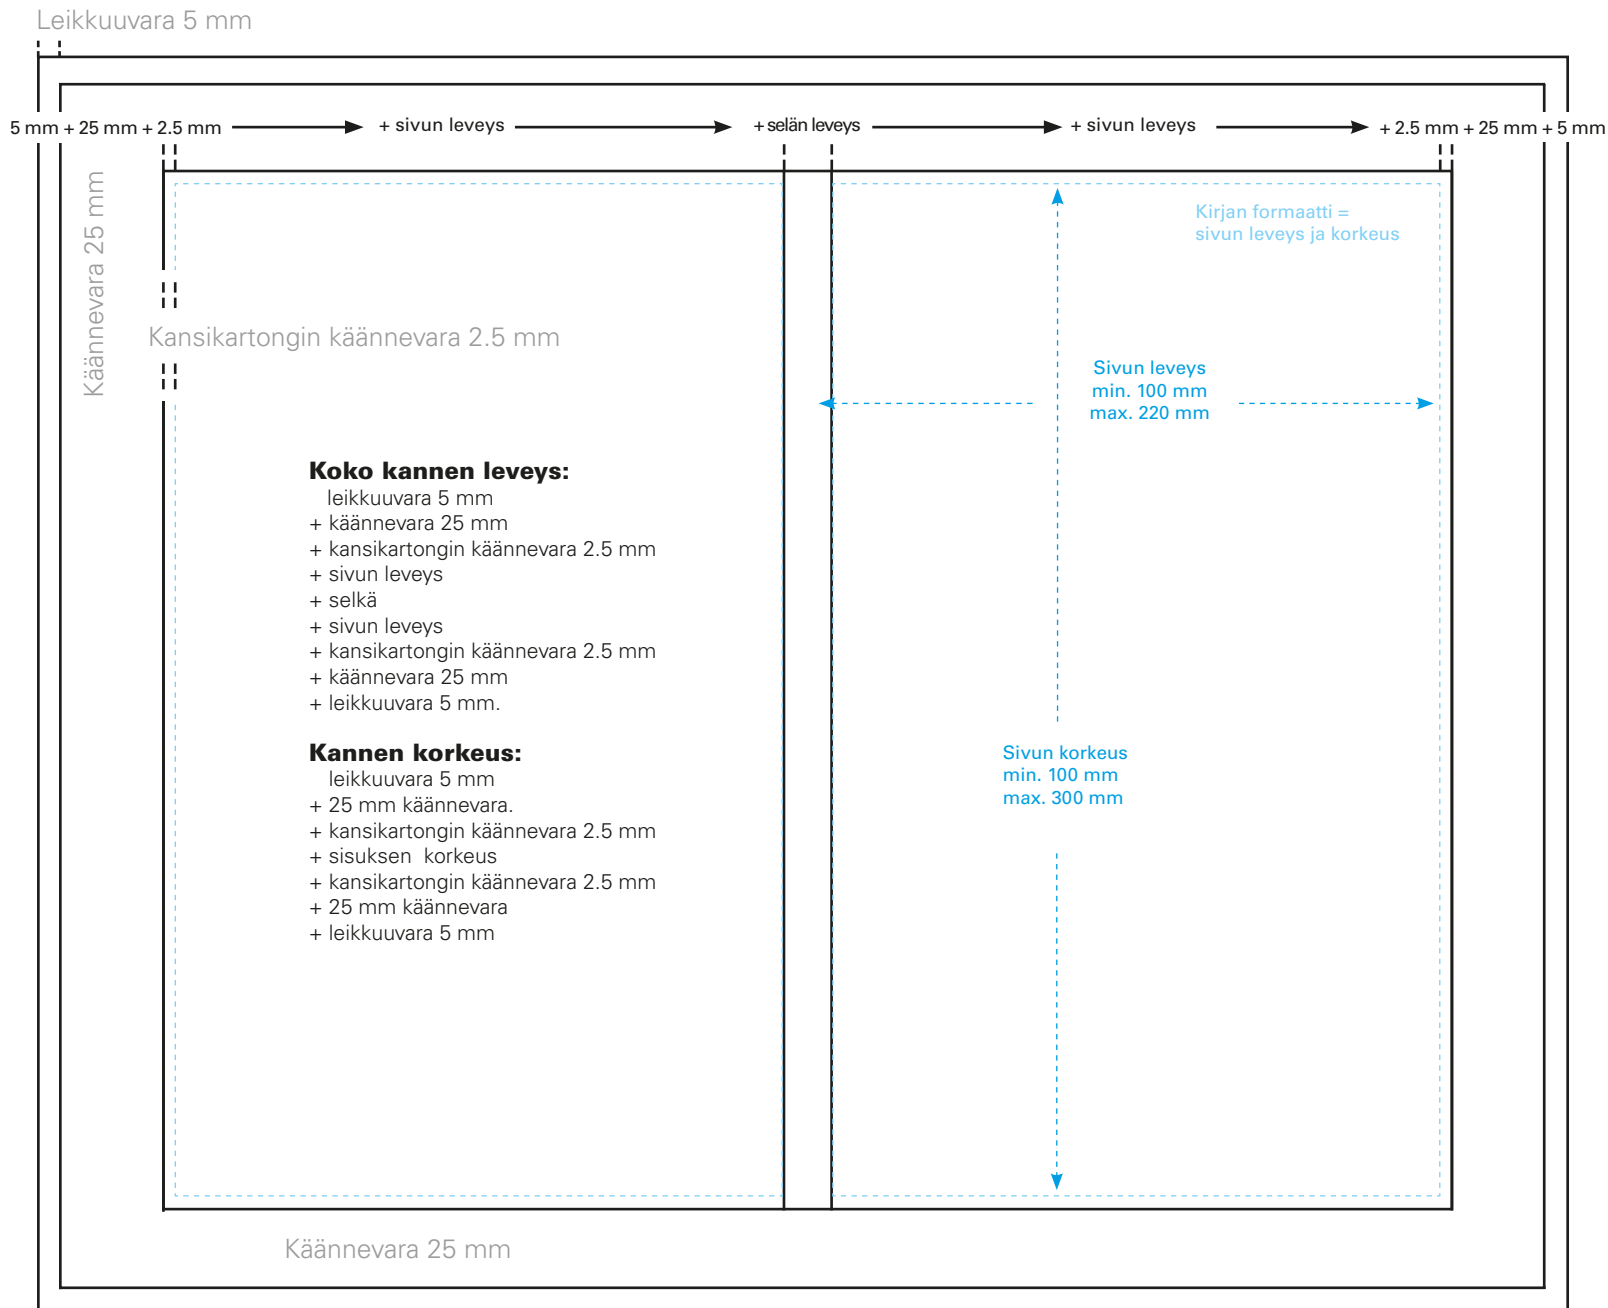 Leikkuuvara 5 mm
5 mm + 25 mm + 2.5 mm
+ sivun leveys
+ selän leveys
+ sivun leveys
+ 2.5 mm + 25 mm + 5 mm
Käännevara 25 mm
Kirjan formaatti =
sivun leveys ja korkeus
Kansikartongin käännevara 2.5 mm
Sivun leveys
min. 100 mm
max. 220 mm
Koko kannen leveys:
leikkuuvara 5 mm
+ käännevara 25 mm
+ kansikartongin käännevara 2.5 mm
+ sivun leveys
+ selkä
+ sivun leveys
+ kansikartongin käännevara 2.5 mm
+ käännevara 25 mm
+ leikkuuvara 5 mm.
Kannen korkeus:
leikkuuvara 5 mm
+ 25 mm käännevara.
+ kansikartongin käännevara 2.5 mm
+ sisuksen  korkeus
+ kansikartongin käännevara 2.5 mm
+ 25 mm käännevara
+ leikkuuvara 5 mm
Sivun korkeus
min. 100 mm
max. 300 mm
Käännevara 25 mm